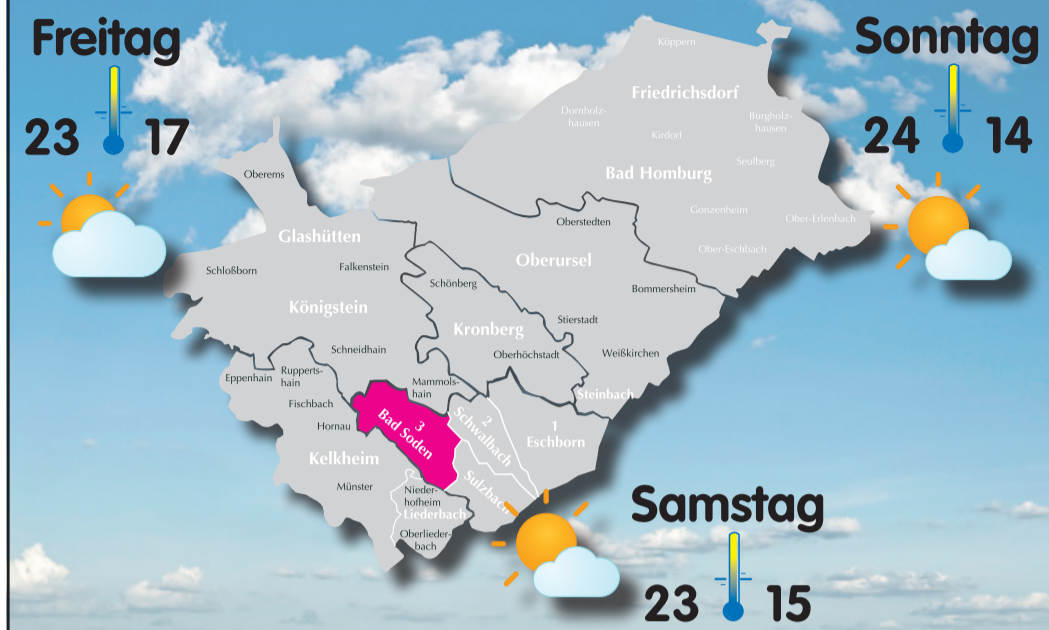 Freitag
23 17
Sonntag
24 14
Köppern
Friedrichsdorf
Dornholz-
hausen
Burgholz-
hausen
Kirdorf
Seulberg
Bad Homburg
Oberems
Gonzenheim
Ober-Erlenbach
Oberstedten
Glashütten
Ober-Eschbach
Oberursel
Falkenstein
Schloßborn
Schönberg
Bommersheim
Königstein
Stierstadt
Kronberg
Schneidhain
Oberhöchstadt
Weißkirchen
Eppenhain
Rupperts-
hain
Mammols-
hain
Steinbach
Fischbach
3
Bad Soden
2
Schwalbach
1
Eschborn
Hornau
Kelkheim
Münster
Nieder-
hofheim
Sulzbach
Liederbach
Oberlieder-
bach
Samstag
23 15